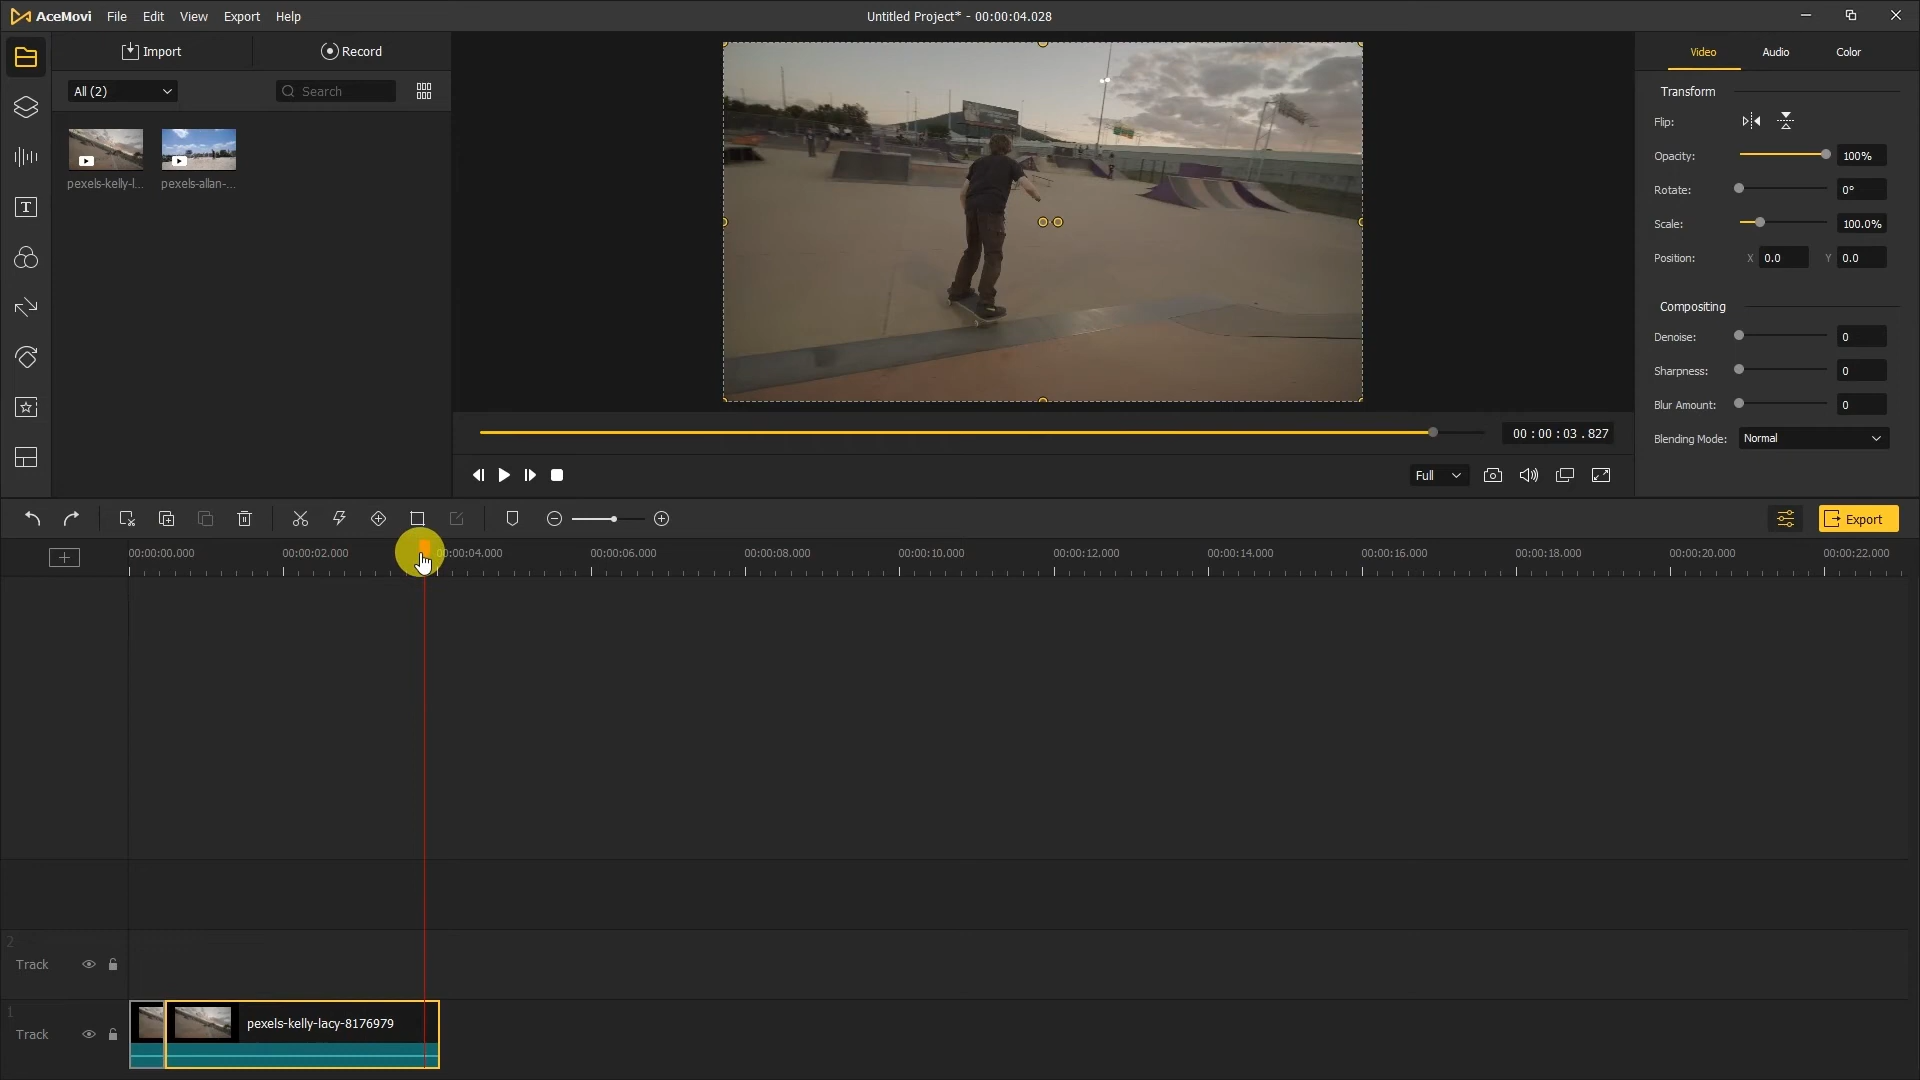 AceMovi File Edit View Export Help
Untitled Project* - 00:00:04.028
Import Record
All (2)
Search
pexels-kelly-l...
pexels-allan-...
Video Audio Color
Transform
Flip:
Opacity: 100%
Rotate: 0°
Scale: 100.0%
Position: X 0.0 Y 0.0
Compositing
Denoise: 0
Sharpness: 0
Blur Amount: 0
Blending Mode: Normal
00 : 00 : 03 . 827
Full
Export
00:00:00.000 00:00:02.000 00:00:04.000 00:00:06.000 00:00:08.000 00:00:10.000 00:00:12.000 00:00:14.000 00:00:16.000 00:00:18.000 00:00:20.000 00:00:22.000
2
Track
1
Track
pexels-kelly-lacy-8176979